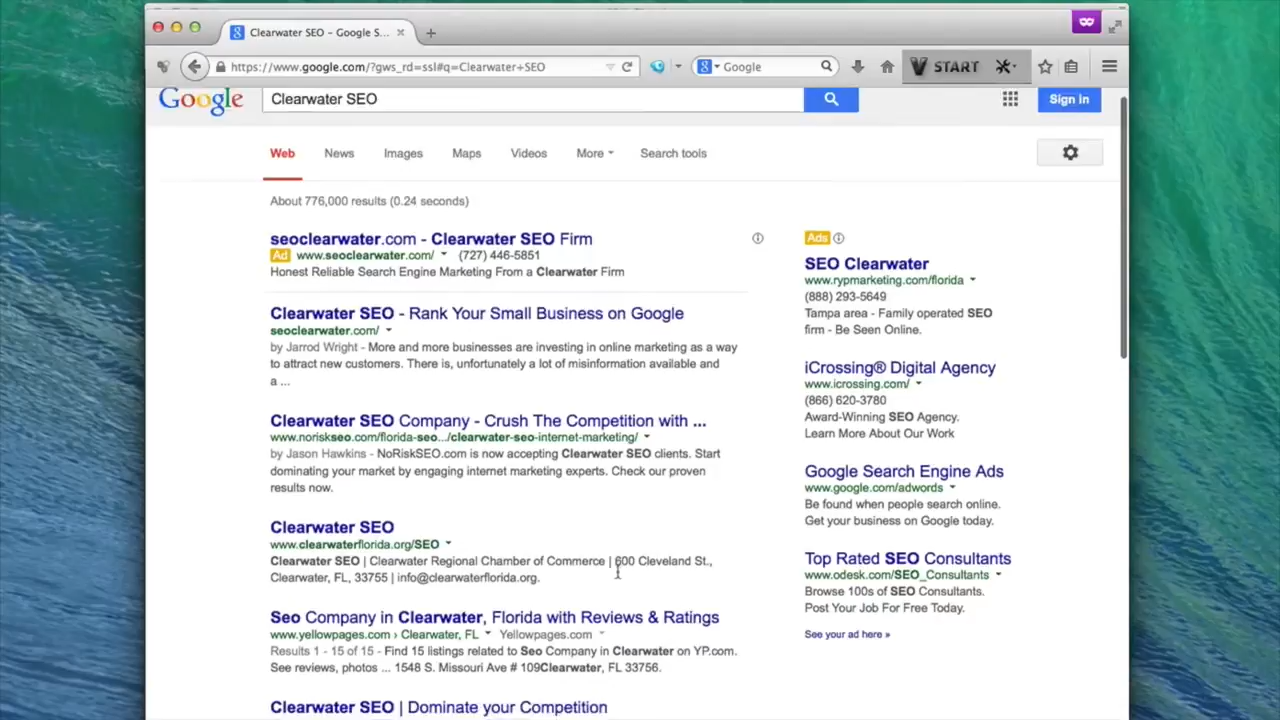 Clearwater SEO - Google S...
https://www.google.com/?gws_rd=ssl#q=Clearwater+SEO
Google
START
Google
Clearwater SEO
Sign in
Web
News
Images
Maps
Videos
More
Search tools
About 776,000 results (0.24 seconds)
seoclearwater.com - Clearwater SEO Firm
Ad www.seoclearwater.com/ (727) 446-5851
Honest Reliable Search Engine Marketing From a Clearwater Firm
Clearwater SEO - Rank Your Small Business on Google
seoclearwater.com/
by Jarrod Wright - More and more businesses are investing in online marketing as a way
to attract new customers. There is, unfortunately a lot of misinformation available and
a ...
Clearwater SEO Company - Crush The Competition with ...
www.noriskseo.com/florida-seo.../clearwater-seo-internet-marketing/
by Jason Hawkins - NoRiskSEO.com is now accepting Clearwater SEO clients. Start
dominating your market by engaging internet marketing experts. Check our proven
results now.
Clearwater SEO
www.clearwaterflorida.org/SEO
Clearwater SEO | Clearwater Regional Chamber of Commerce | 600 Cleveland St.,
Clearwater, FL, 33755 | info@clearwaterflorida.org.
Seo Company in Clearwater, Florida with Reviews & Ratings
www.yellowpages.com › Clearwater, FL Yellowpages.com
Results 1 - 15 of 15 - Find 15 listings related to Seo Company in Clearwater on YP.com.
See reviews, photos ... 1548 S. Missouri Ave # 109Clearwater, FL 33756.
Clearwater SEO | Dominate your Competition
Ads
SEO Clearwater
www.rypmarketing.com/florida
(888) 293-5649
Tampa area - Family operated SEO
firm - Be Seen Online.
iCrossing® Digital Agency
www.icrossing.com/
(866) 620-3780
Award-Winning SEO Agency.
Learn More About Our Work
Google Search Engine Ads
www.google.com/adwords
Be found when people search online.
Get your business on Google today.
Top Rated SEO Consultants
www.odesk.com/SEO_Consultants
Browse 100s of SEO Consultants.
Post Your Job For Free Today.
See your ad here »